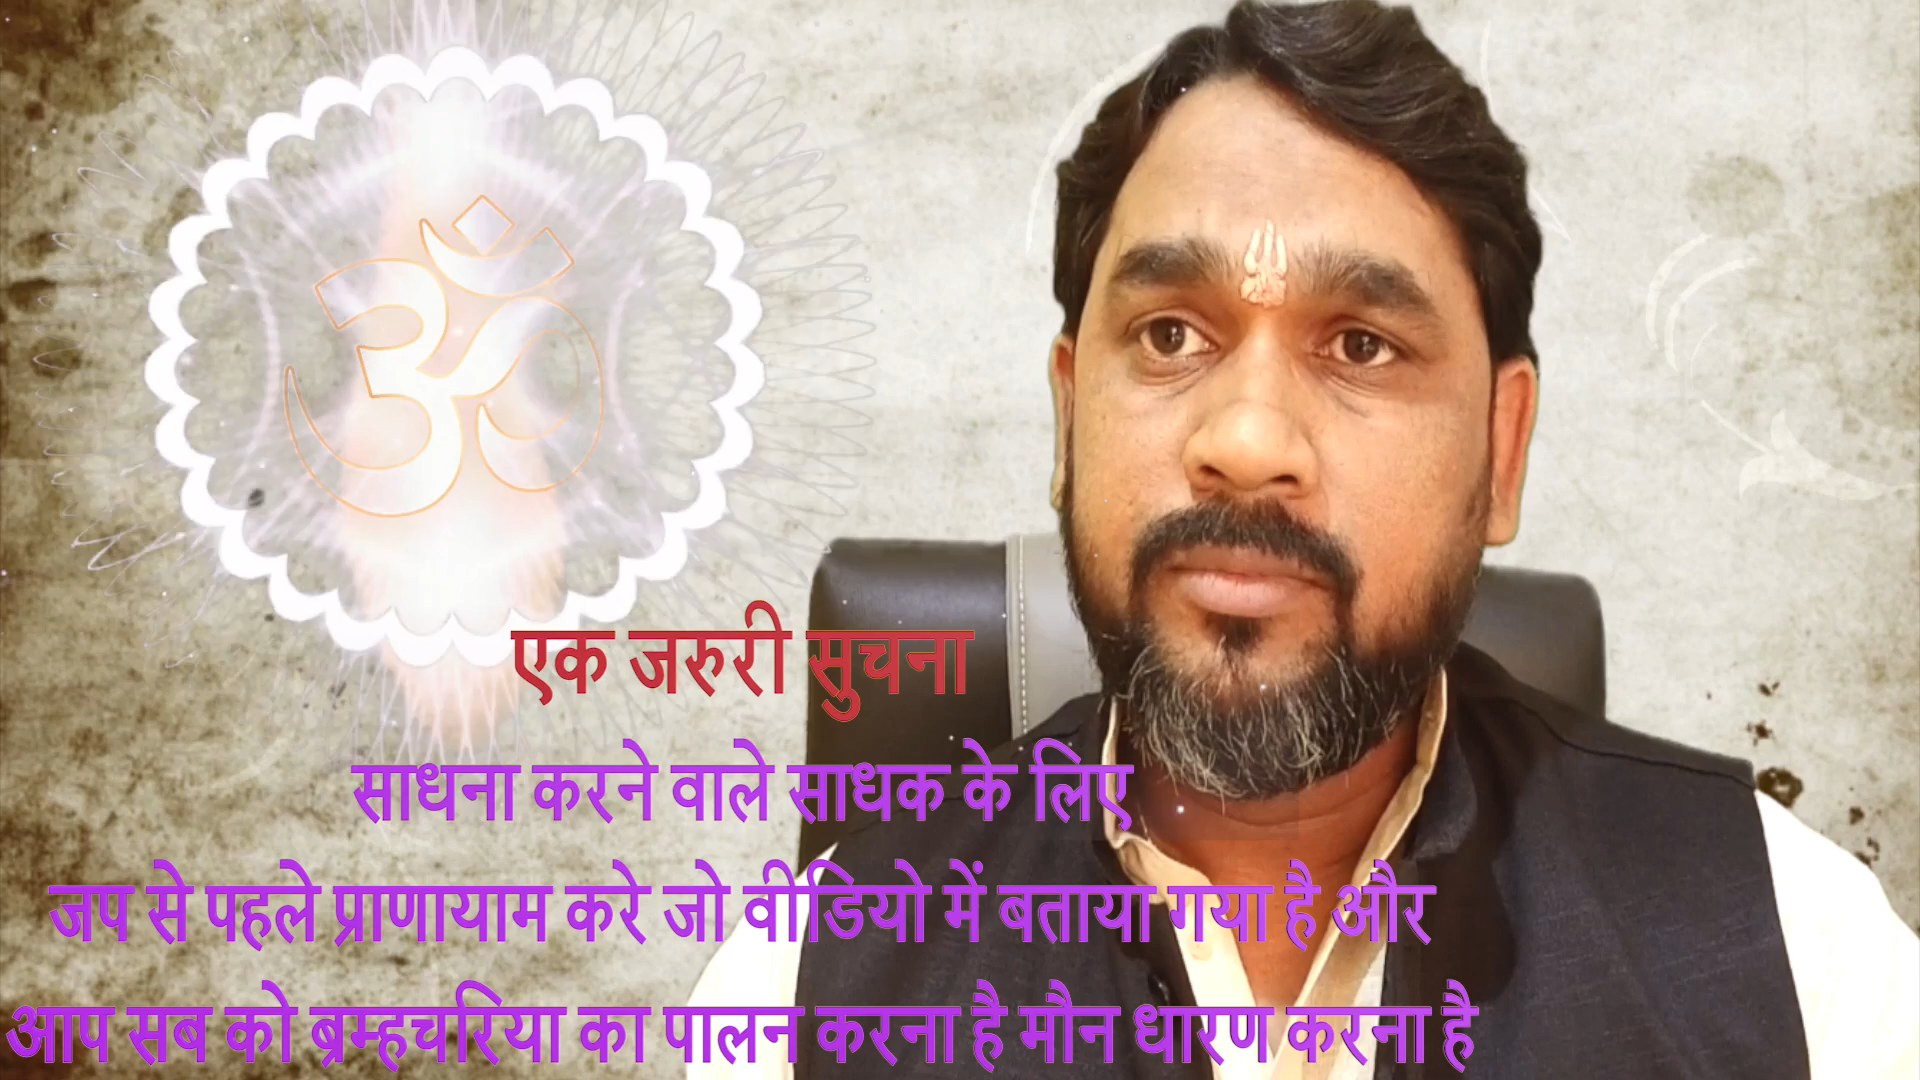 ॐ
एक जरुरी सुचना
साधना करने वाले साधक के लिए
जप से पहले प्राणायाम करे जो वीडियो में बताया गया है और
आप सब को ब्रम्हचरिया का पालन करना है मौन धारण करना है